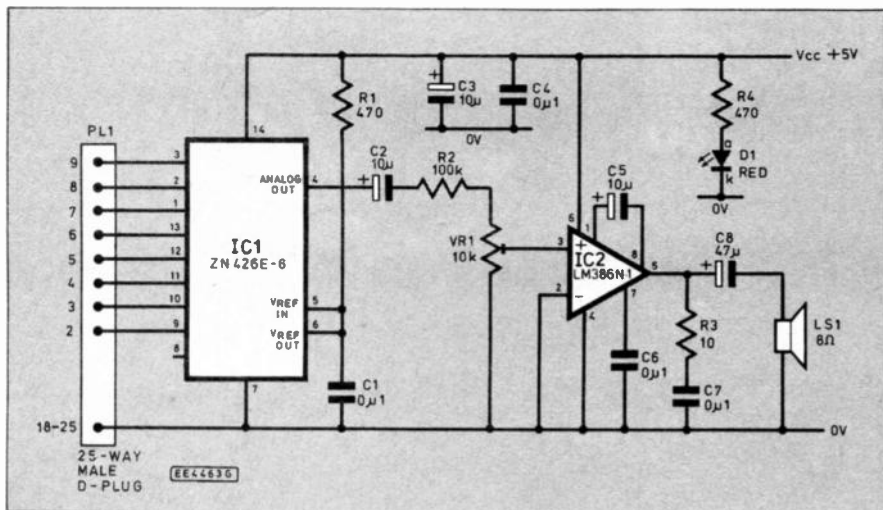 Vcc +5V
R1
470
+
C3
10µ
C4
0µ1
0V
R4
470
a
D1
k
RED
0V
PL1
14
9
3
8
2
7
1
6
13
5
12
4
11
3
10
2
9
8
7
IC1
ZN426E-6
ANALOG
OUT
4
VREF
IN
5
VREF
OUT
6
C2
10µ
+
R2
100k
VR1
10k
C5
10µ
+
6
1
8
3
+
IC2
LM386N-1
5
2
−
7
4
C8
47µ
+
R3
10
LS1
8Ω
C1
0µ1
C6
0µ1
C7
0µ1
18-25
0V
25-WAY
MALE
D-PLUG
EE4463G